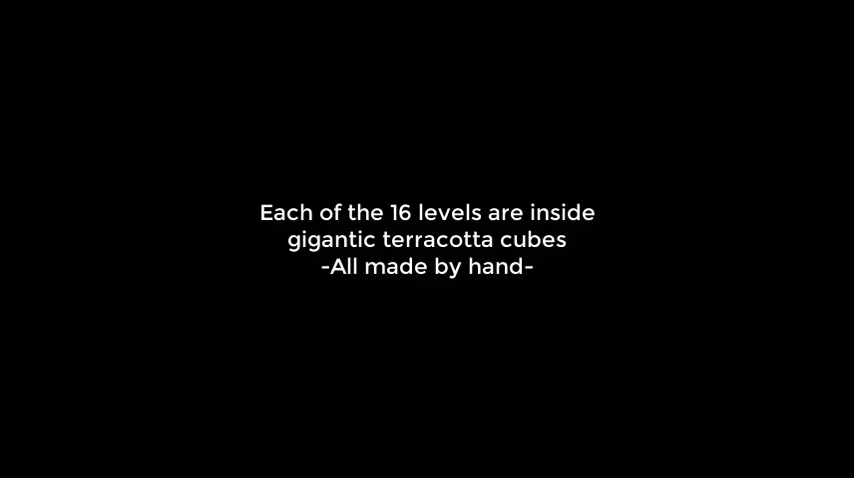 Each of the 16 levels are inside
gigantic terracotta cubes
-All made by hand-